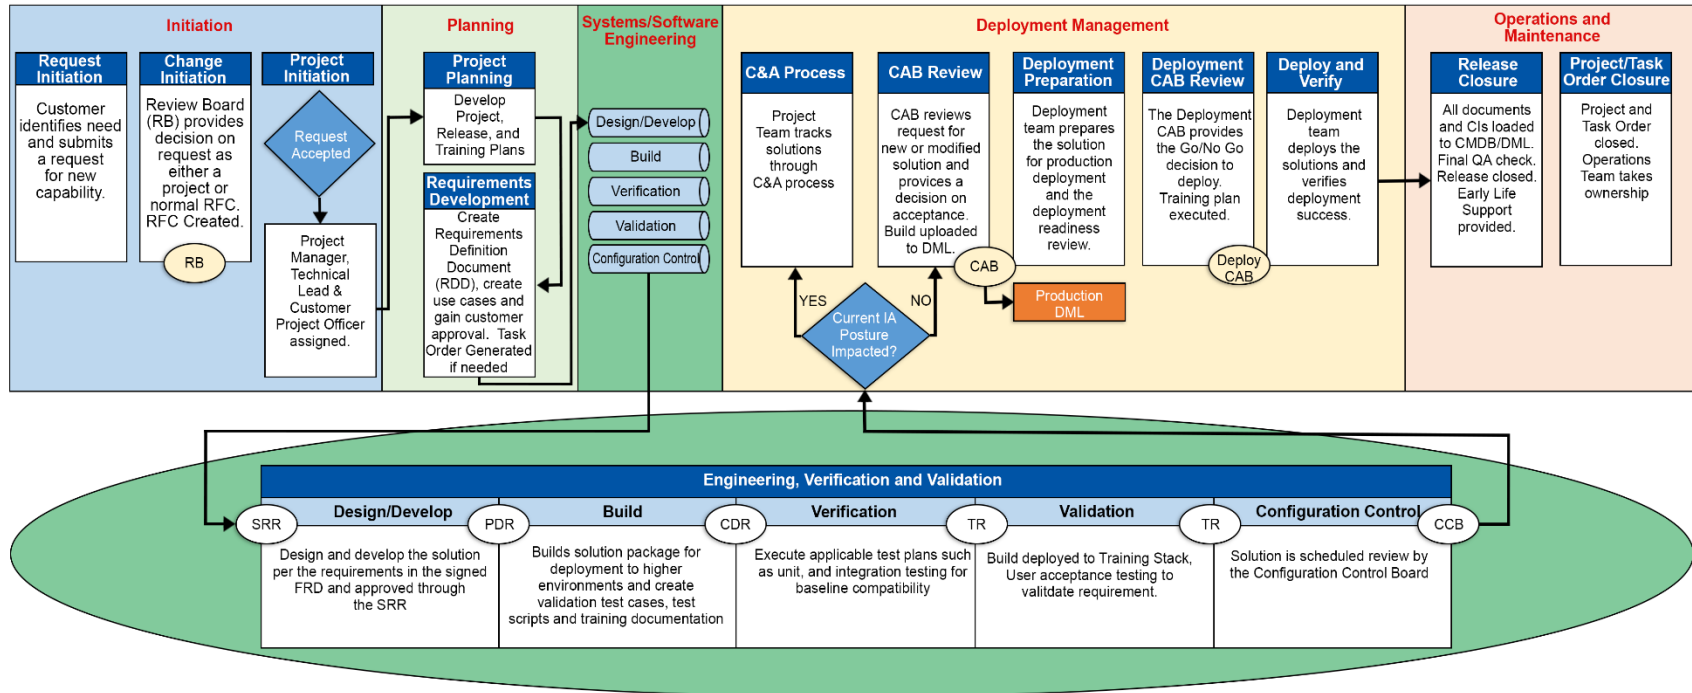 Initiation
Request
Initiation
Customer
identifies need
and submits
a request
for new
capability.
Change
Initiation
Review Board
(RB) provides
decision on
request as
either a
project or
normal RFC.
RFC Created.
RB
Project
Initiation
Request
Accepted
Project
Manager,
Technical
Lead &
Customer
Project Officer
assigned.
Planning
Project
Planning
Develop
Project,
Release, and
Training Plans
Requirements
Development
Create
Requirements
Definition
Document
(RDD), create
use cases and
gain customer
approval. Task
Order Generated
if needed
Systems/Software
Engineering
Design/Develop
Build
Verification
Validation
Configuration Control
Deployment Management
C&A Process
Project
Team tracks
solutions
through
C&A process
CAB Review
CAB reviews
request for
new or modified
solution and
provides a
decision on
acceptance.
Build uploaded
to DML.
CAB
Deployment
Preparation
Deployment
team prepares
the solution
for production
deployment
and the
deployment
readiness
review.
Deployment
CAB Review
The Deployment
CAB provides
the Go/No Go
decision to
deploy.
Training plan
executed.
Deploy
CAB
Deploy and
Verify
Deployment
team
deploys the
solutions and
verifies
deployment
success.
YES
NO
Current IA
Posture
Impacted?
Production
DML
Operations and
Maintenance
Release
Closure
All documents
and CIs loaded
to CMDB/DML.
Final QA check.
Release closed.
Early Life
Support
provided.
Project/Task
Order Closure
Project and
Task Order
closed.
Operations
Team takes
ownership
Engineering, Verification and Validation
SRR
Design/Develop
Design and develop the solution
per the requirements in the signed
FRD and approved through
the SRR
PDR
Build
Builds solution package for
deployment to higher
environments and create
validation test cases, test
scripts and training documentation
CDR
Verification
Execute applicable test plans such
as unit, and integration testing for
baseline compatibility
TR
Validation
Build deployed to Training Stack,
User acceptance testing to
valitdate requirement.
TR
Configuration Control
Solution is scheduled review by
the Configuration Control Board
CCB